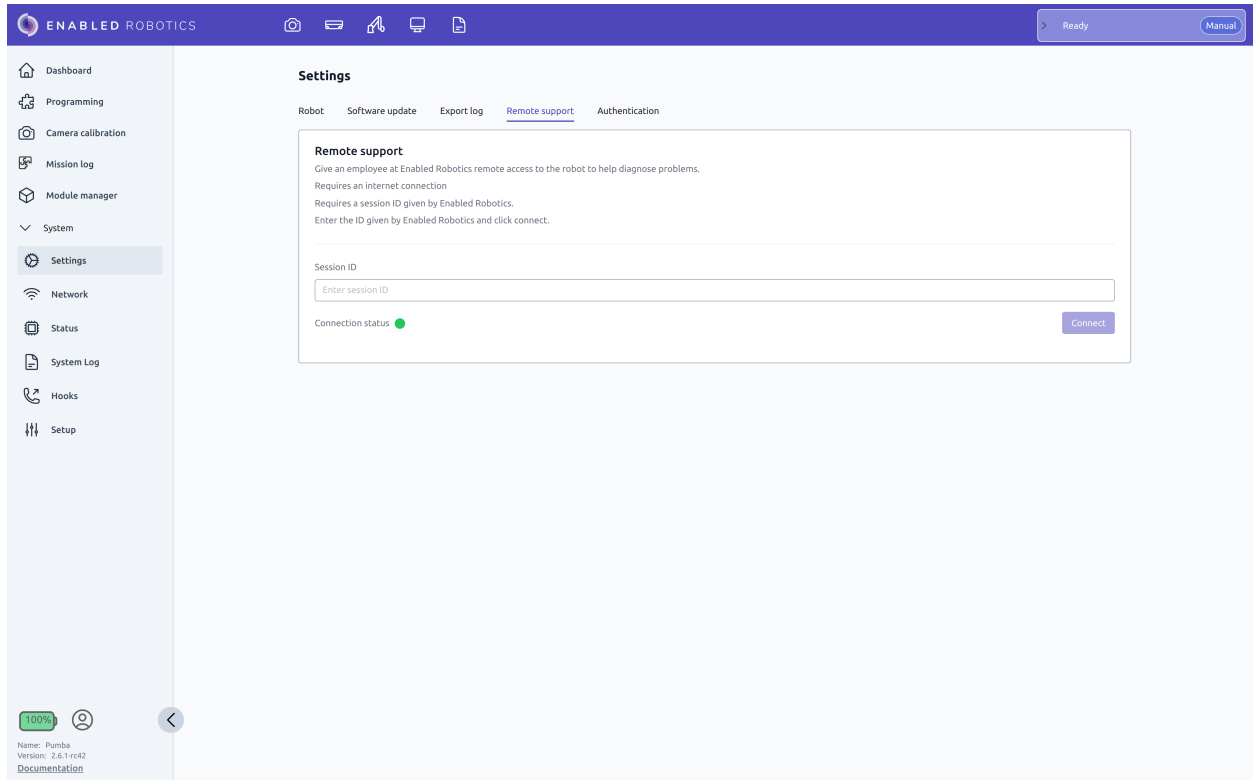 ENABLED ROBOTICS
Ready
Manual
Dashboard
Programming
Camera calibration
Mission log
Module manager
System
Settings
Network
Status
System Log
Hooks
Setup
100%
Name: Pumba
Version: 2.6.1-rc42
Documentation
Settings
Robot Software update Export log Remote support Authentication
Remote support
Give an employee at Enabled Robotics remote access to the robot to help diagnose problems.
Requires an internet connection
Requires a session ID given by Enabled Robotics.
Enter the ID given by Enabled Robotics and click connect.
Session ID
Enter session ID
Connection status
Connect